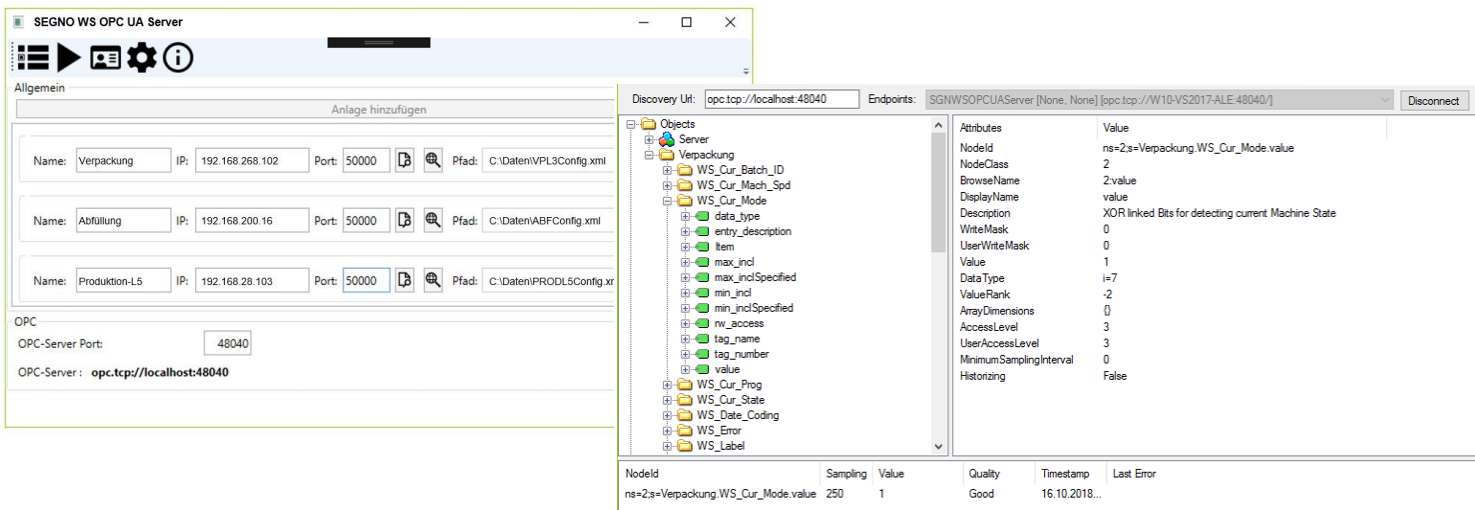 SEGNO WS OPC UA Server
Allgemein
Anlage hinzufügen
Name: Verpackung IP: 192.168.268.102 Port: 50000 Pfad: C:\Daten\VPL3Config.xml
Name: Abfüllung IP: 192.168.200.16 Port: 50000 Pfad: C:\Daten\ABFConfig.xml
Name: Produktion-L5 IP: 192.168.28.103 Port: 50000 Pfad: C:\Daten\PRODL5Config.xr
OPC
OPC-Server Port: 48040
OPC-Server : opc.tcp://localhost:48040
Discovery Url: opc.tcp://localhost:48040 Endpoints: SGNWSOPCUAServer [None, None] [opc.tcp://W10-VS2017-ALE:48040/] Disconnect
Objects
Server
Verpackung
WS_Cur_Batch_ID
WS_Cur_Mach_Spd
WS_Cur_Mode
data_type
entry_description
Item
max_incl
max_inclSpecified
min_incl
min_inclSpecified
rw_access
tag_name
tag_number
value
WS_Cur_Prog
WS_Cur_State
WS_Date_Coding
WS_Error
WS_Label
Attributes Value
NodeId ns=2;s=Verpackung.WS_Cur_Mode.value
NodeClass 2
BrowseName 2:value
DisplayName value
Description XOR linked Bits for detecting current Machine State
WriteMask 0
UserWriteMask 0
Value 1
DataType i=7
ValueRank -2
ArrayDimensions {}
AccessLevel 3
UserAccessLevel 3
MinimumSamplingInterval 0
Historizing False
NodeId Sampling Value Quality Timestamp Last Error
ns=2;s=Verpackung.WS_Cur_Mode.value 250 1 Good 16.10.2018...